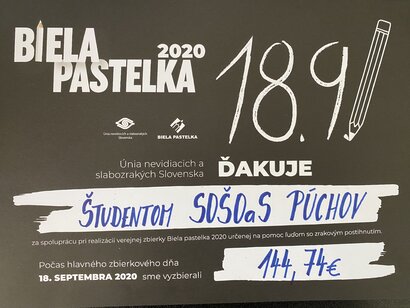 BIELA
PASTELKA
2020
18.9
Únia nevidiacich a slabozrakých
Slovenska
BIELA PASTELKA
Únia nevidiacich a
slabozrakých Slovenska
ĎAKUJE
ŠTUDENTOM SOŠOaS PÚCHOV
za spoluprácu pri realizácii verejnej zbierky Biela pastelka 2020 určenej na pomoc ľuďom so zrakovým postihnutím.
Počas hlavného zbierkového dňa
18. SEPTEMBRA 2020 sme vyzbierali
144,74€